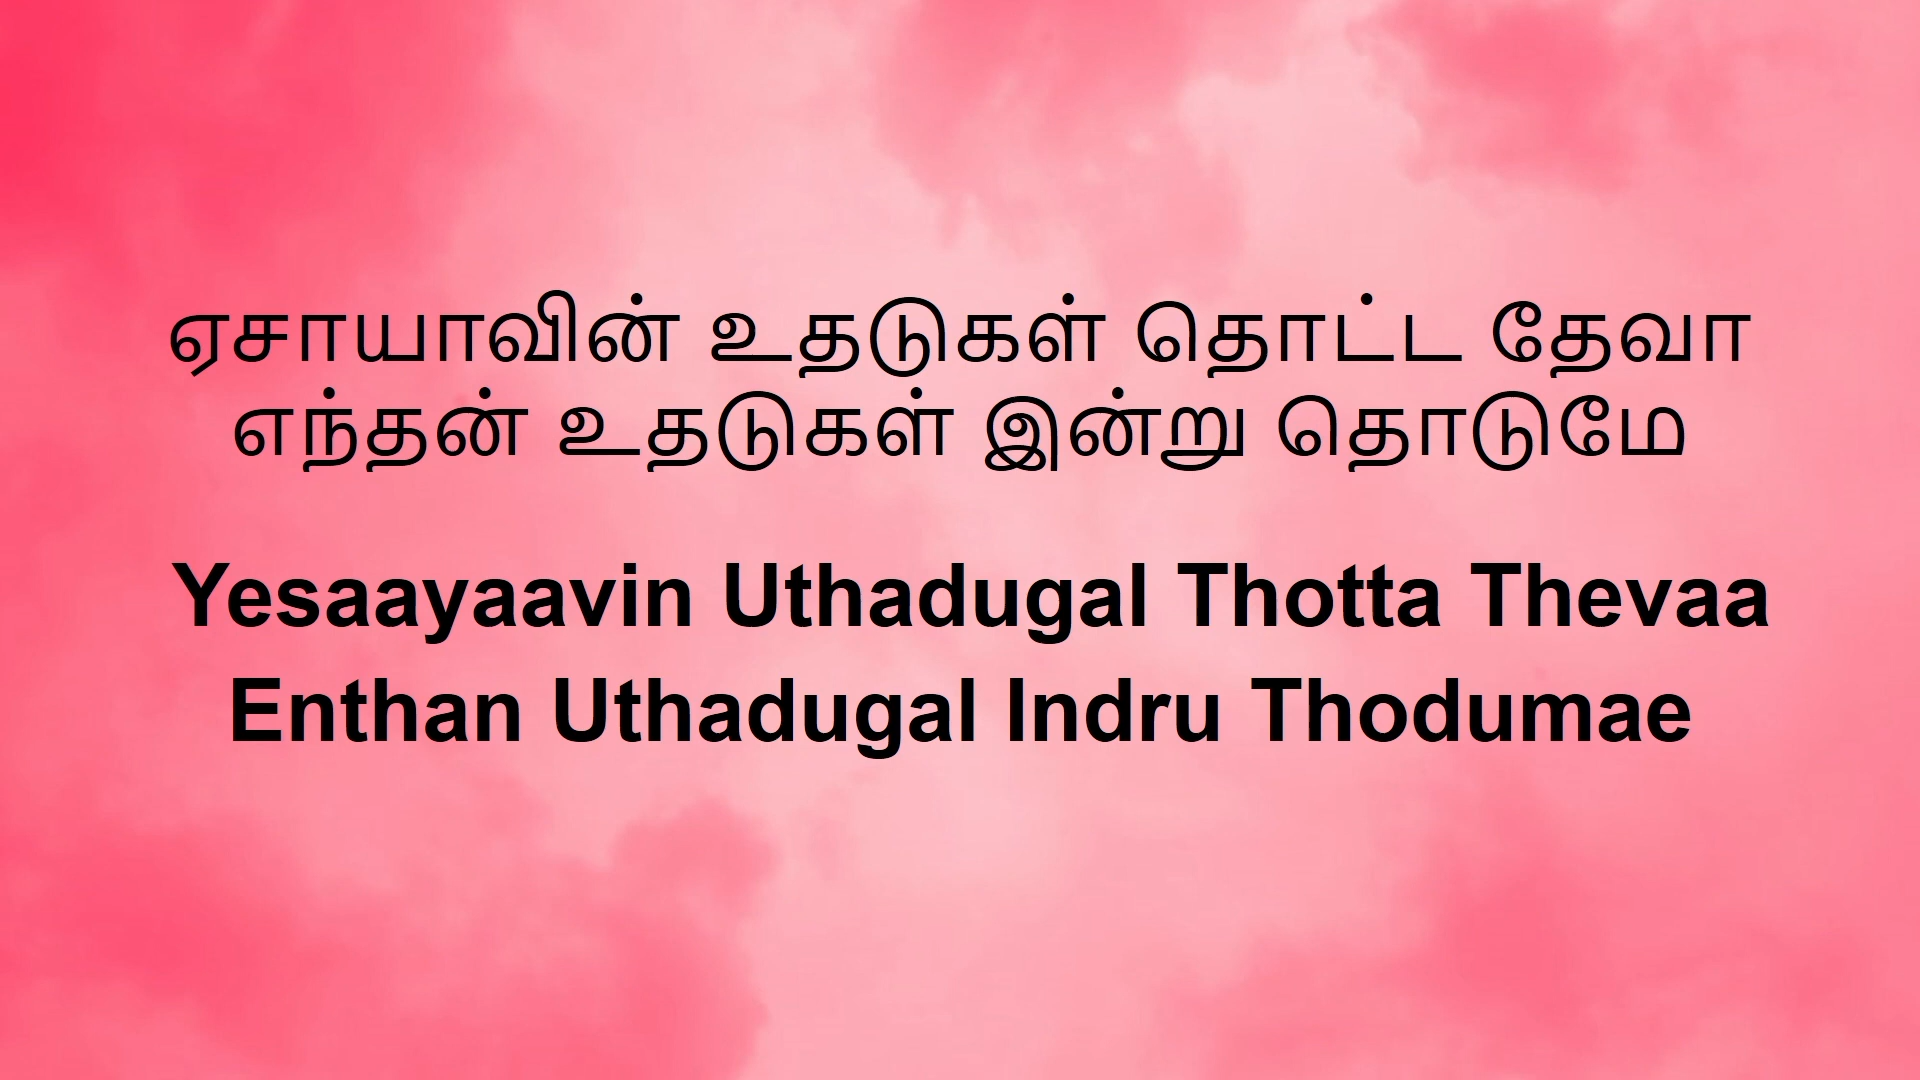 ஏசாயாவின் உதடுகள் தொட்ட தேவா
எந்தன் உதடுகள் இன்று தொடுமே
Yesaayaavin Uthadugal Thotta Thevaa
Enthan Uthadugal Indru Thodumae